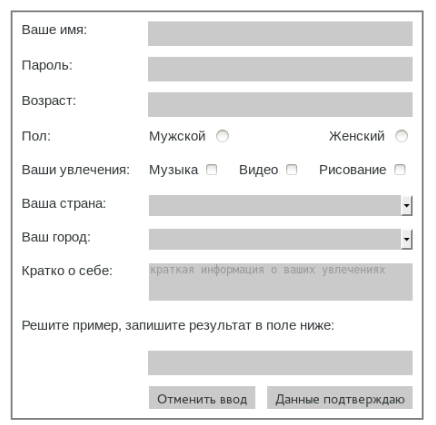 Ваше имя:
Пароль:
Возраст:
Пол: Мужской Женский
Ваши увлечения: Музыка Видео Рисование
Ваша страна:
Ваш город:
Кратко о себе: краткая информация о ваших увлечениях
Решите пример, запишите результат в поле ниже:
Отменить ввод Данные подтверждаю